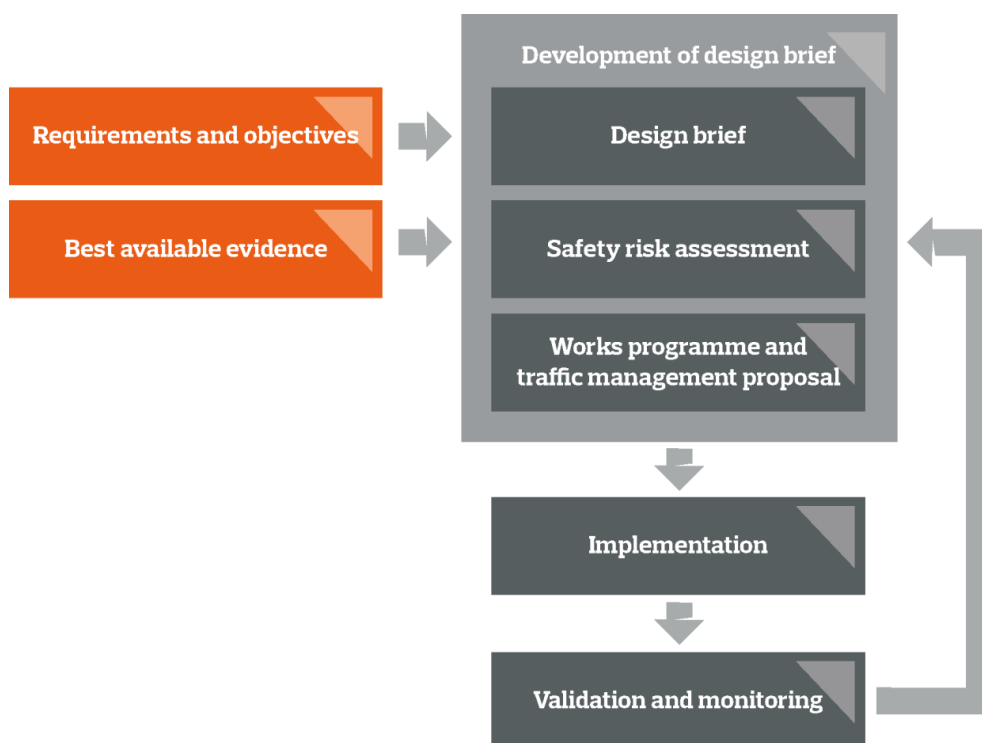 Development of design brief
Requirements and objectives
Design brief
Best available evidence
Safety risk assessment
Works programme and
traffic management proposal
Implementation
Validation and monitoring